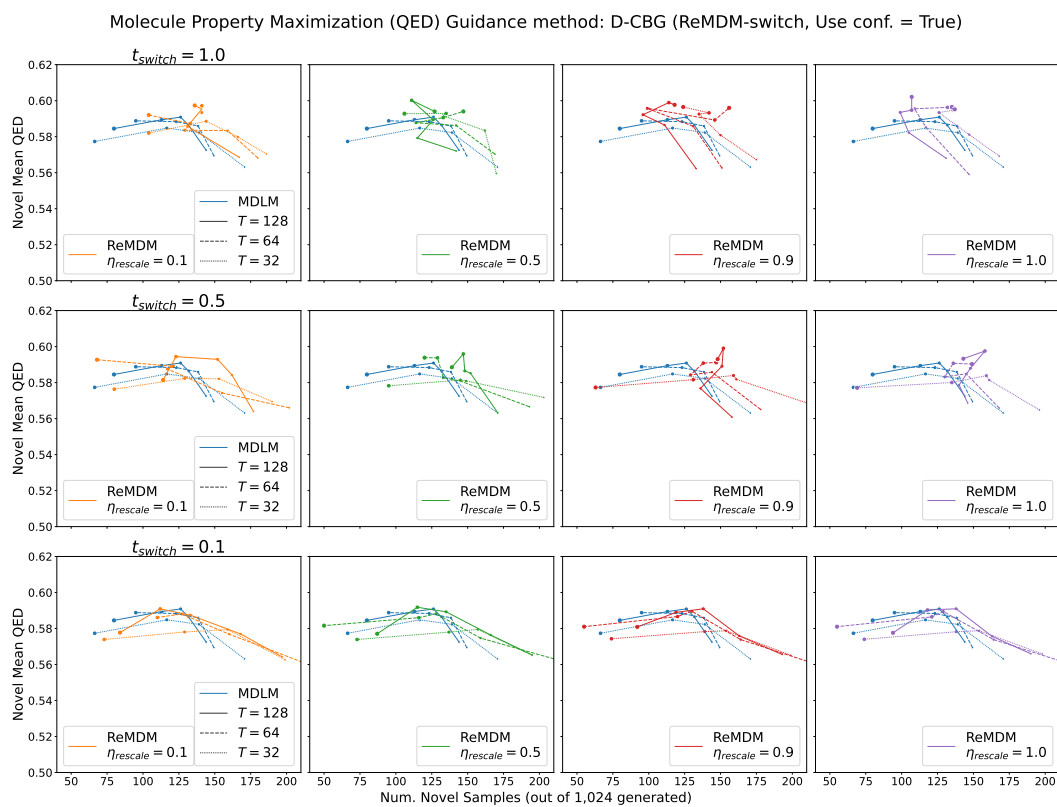 Molecule Property Maximization (QED) Guidance method: D-CBG (ReMDM-switch, Use conf. = True)
t_switch = 1.0
0.62
0.60
0.58
0.56
0.54
0.52
0.50
Novel Mean QED
MDLM
T = 128
T = 64
T = 32
ReMDM
η_rescale = 0.1
ReMDM
η_rescale = 0.5
ReMDM
η_rescale = 0.9
ReMDM
η_rescale = 1.0
t_switch = 0.5
0.62
0.60
0.58
0.56
0.54
0.52
0.50
Novel Mean QED
MDLM
T = 128
T = 64
T = 32
ReMDM
η_rescale = 0.1
ReMDM
η_rescale = 0.5
ReMDM
η_rescale = 0.9
ReMDM
η_rescale = 1.0
t_switch = 0.1
0.62
0.60
0.58
0.56
0.54
0.52
0.50
Novel Mean QED
MDLM
T = 128
T = 64
T = 32
ReMDM
η_rescale = 0.1
ReMDM
η_rescale = 0.5
ReMDM
η_rescale = 0.9
ReMDM
η_rescale = 1.0
50 75 100 125 150 175 200
50 75 100 125 150 175 200
50 75 100 125 150 175 200
50 75 100 125 150 175 200
Num. Novel Samples (out of 1,024 generated)